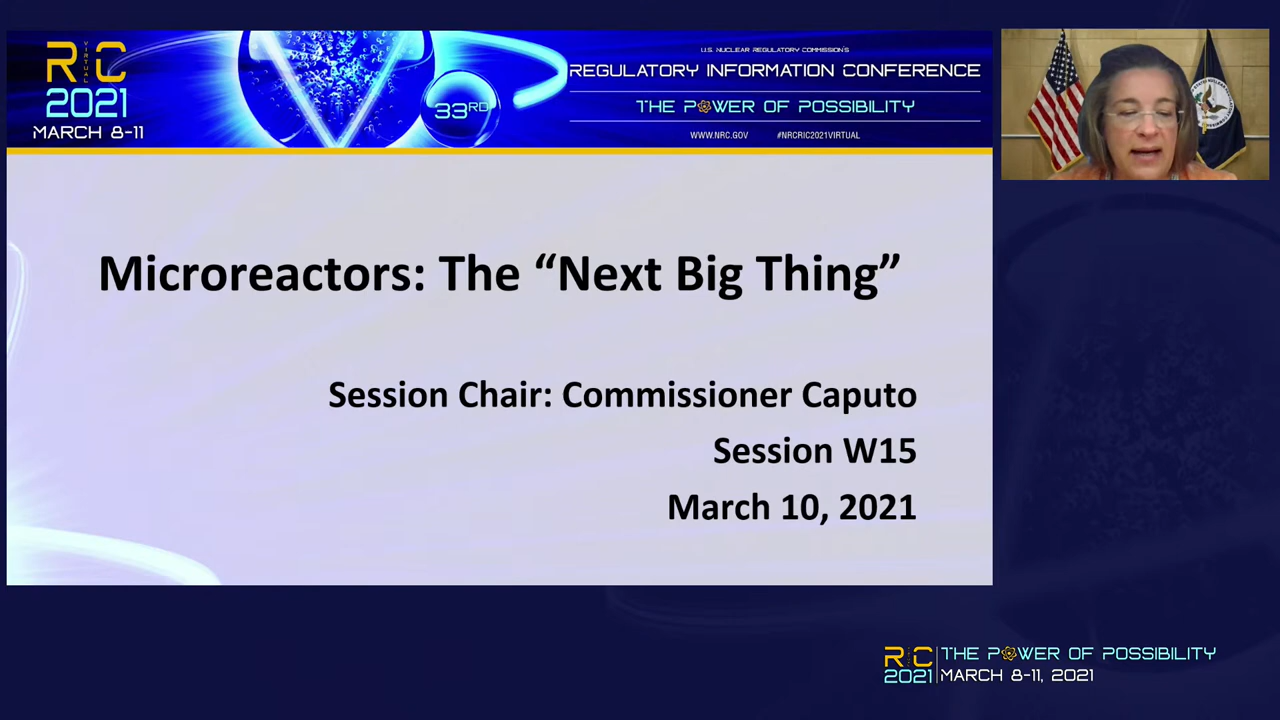 RIC
VIRTUAL
2021
MARCH 8-11
33RD
U.S. NUCLEAR REGULATORY COMMISSION'S
REGULATORY INFORMATION CONFERENCE
THE POWER OF POSSIBILITY
WWW.NRC.GOV #NRCRIC2021VIRTUAL
Microreactors: The “Next Big Thing”
Session Chair: Commissioner Caputo
Session W15
March 10, 2021
RIC THE POWER OF POSSIBILITY
2021 MARCH 8-11, 2021